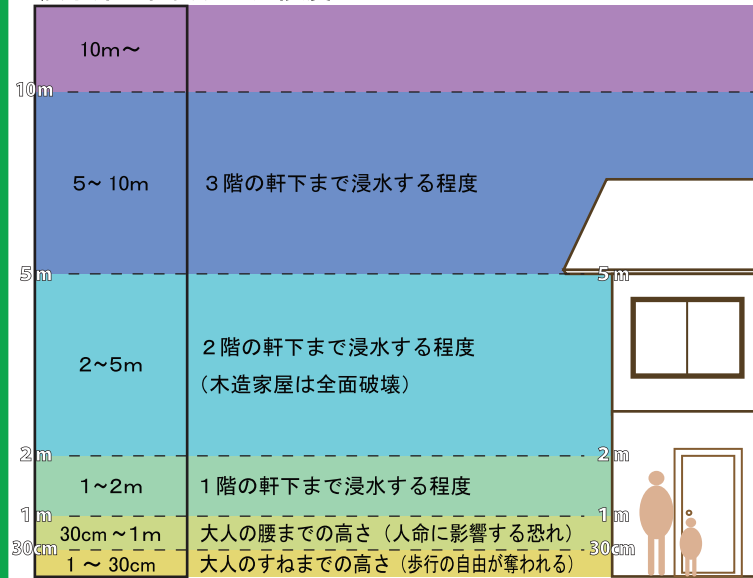 10m～
10m
5～10m
3階の軒下まで浸水する程度
5m
5m
2～5m
2階の軒下まで浸水する程度
（木造家屋は全面破壊）
2m
2m
1～2m
1階の軒下まで浸水する程度
1m
1m
30cm～1m
大人の腰までの高さ（人命に影響する恐れ）
30cm
30cm
1～30cm
大人のすねまでの高さ（歩行の自由が奪われる）